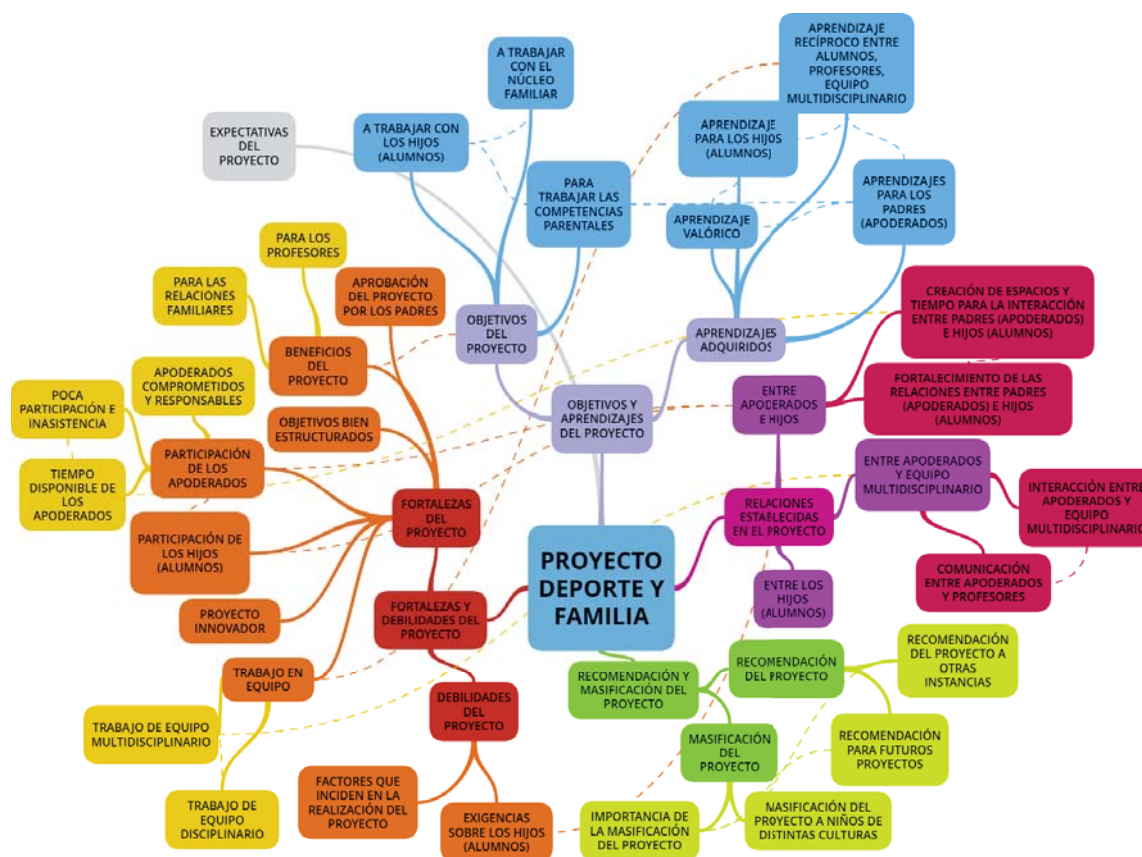 A TRABAJAR
CON EL
NÚCLEO
FAMILIAR
APRENDIZAJE
RECÍPROCO ENTRE
ALUMNOS,
PROFESORES,
EQUIPO
MULTIDISCIPLINARIO
EXPECTATIVAS
DEL
PROYECTO
A TRABAJAR CON
LOS HIJOS
(ALUMNOS)
APRENDIZAJE
PARA LOS HIJOS
(ALUMNOS)
PARA
TRABAJAR LAS
COMPETENCIAS
PARENTALES
APRENDIZAJES
PARA LOS
PADRES
(APODERADOS)
APRENDIZAJE
VALÓRICO
PARA LOS
PROFESORES
PARA LAS
RELACIONES
FAMILIARES
APROBACIÓN
DEL PROYECTO
POR LOS PADRES
OBJETIVOS
DEL
PROYECTO
APRENDIZAJES
ADQUIRIDOS
CREACIÓN DE ESPACIOS Y
TIEMPO PARA LA INTERACCIÓN
ENTRE PADRES (APODERADOS)
E HIJOS (ALUMNOS)
BENEFICIOS
DEL
PROYECTO
APODERADOS
COMPROMETIDOS
Y RESPONSABLES
POCA
PARTICIPACIÓN E
INASISTENCIA
OBJETIVOS BIEN
ESTRUCTURADOS
OBJETIVOS Y
APRENDIZAJES
DEL PROYECTO
ENTRE
APODERADOS
E HIJOS
FORTALECIMIENTO DE LAS
RELACIONES ENTRE PADRES
(APODERADOS) E HIJOS
(ALUMNOS)
PARTICIPACIÓN
DE LOS
APODERADOS
TIEMPO
DISPONIBLE DE
LOS
APODERADOS
ENTRE APODERADOS
Y EQUIPO
MULTIDISCIPLINARIO
INTERACCIÓN ENTRE
APODERADOS Y
EQUIPO
MULTIDISCIPLINARIO
FORTALEZAS
DEL
PROYECTO
RELACIONES
ESTABLECIDAS
EN EL PROYECTO
PARTICIPACIÓN DE
LOS HIJOS
(ALUMNOS)
PROYECTO
DEPORTE Y
FAMILIA
COMUNICACIÓN
ENTRE APODERADOS
Y PROFESORES
ENTRE LOS
HIJOS
(ALUMNOS)
PROYECTO
INNOVADOR
FORTALEZAS Y
DEBILIDADES DEL
PROYECTO
RECOMENDACIÓN
DEL PROYECTO A
OTRAS
INSTANCIAS
RECOMENDACIÓN
DEL PROYECTO
RECOMENDACIÓN Y
MASIFICACIÓN DEL
PROYECTO
TRABAJO EN
EQUIPO
DEBILIDADES
DEL
PROYECTO
TRABAJO DE EQUIPO
MULTIDISCIPLINARIO
MASIFICACIÓN
DEL
PROYECTO
RECOMENDACIÓN
PARA FUTUROS
PROYECTOS
FACTORES QUE
INCIDEN EN LA
REALIZACIÓN DEL
PROYECTO
TRABAJO DE
EQUIPO
DISCIPLINARIO
EXIGENCIAS
SOBRE LOS HIJOS
(ALUMNOS)
IMPORTANCIA DE
LA MASIFICACIÓN
DEL PROYECTO
MASIFICACIÓN DEL
PROYECTO A NIÑOS DE
DISTINTAS CULTURAS